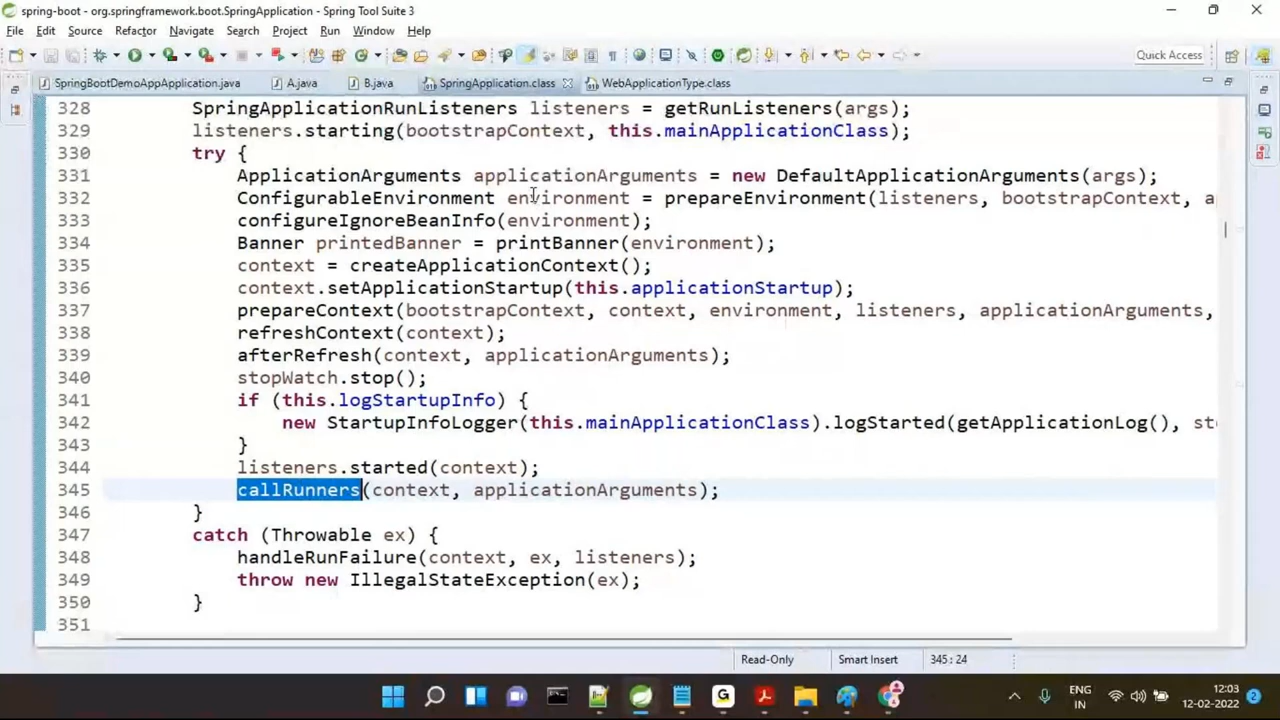 spring-boot - org.springframework.boot.SpringApplication - Spring Tool Suite 3
File Edit Source Refactor Navigate Search Project Run Window Help
Quick Access
SpringBootDemoAppApplication.java A.java B.java SpringApplication.class WebApplicationType.class
328 SpringApplicationRunListeners listeners = getRunListeners(args);
329 listeners.starting(bootstrapContext, this.mainApplicationClass);
330 try {
331 ApplicationArguments applicationArguments = new DefaultApplicationArguments(args);
332 ConfigurableEnvironment environment = prepareEnvironment(listeners, bootstrapContext, a
333 configureIgnoreBeanInfo(environment);
334 Banner printedBanner = printBanner(environment);
335 context = createApplicationContext();
336 context.setApplicationStartup(this.applicationStartup);
337 prepareContext(bootstrapContext, context, environment, listeners, applicationArguments,
338 refreshContext(context);
339 afterRefresh(context, applicationArguments);
340 stopWatch.stop();
341 if (this.logStartupInfo) {
342 new StartupInfoLogger(this.mainApplicationClass).logStarted(getApplicationLog(), sto
343 }
344 listeners.started(context);
345 callRunners(context, applicationArguments);
346 }
347 catch (Throwable ex) {
348 handleRunFailure(context, ex, listeners);
349 throw new IllegalStateException(ex);
350 }
351
Read-Only Smart Insert 345 : 24
ENG
IN
12:03
12-02-2022
2